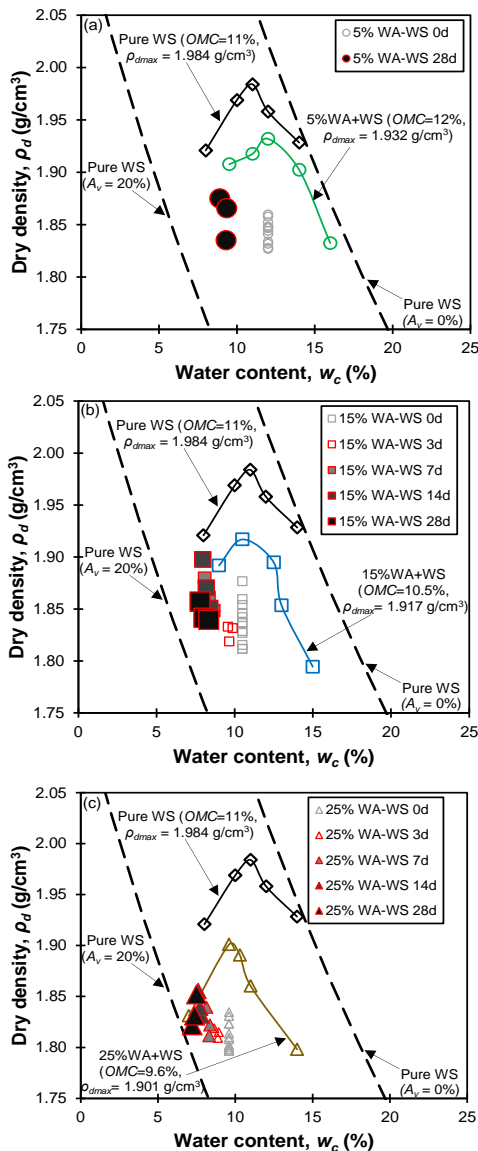 (a)
Pure WS (OMC=11%,
ρdmax = 1.984 g/cm³)
5% WA-WS 0d
5% WA-WS 28d
5%WA+WS (OMC=12%,
ρdmax = 1.932 g/cm³)
Pure WS
(Av = 20%)
Pure WS
(Av = 0%)
Dry density, ρd (g/cm³)
2.05
2.00
1.95
1.90
1.85
1.80
1.75
0 5 10 15 20 25
Water content, wc (%)
(b)
Pure WS (OMC=11%,
ρdmax = 1.984 g/cm³)
15% WA-WS 0d
15% WA-WS 3d
15% WA-WS 7d
15% WA-WS 14d
15% WA-WS 28d
Pure WS
(Av = 20%)
15%WA+WS
(OMC=10.5%,
ρdmax = 1.917 g/cm³)
Pure WS
(Av = 0%)
Dry density, ρd (g/cm³)
2.05
2.00
1.95
1.90
1.85
1.80
1.75
0 5 10 15 20 25
Water content, wc (%)
(c)
Pure WS (OMC=11%,
ρdmax = 1.984 g/cm³)
25% WA-WS 0d
25% WA-WS 3d
25% WA-WS 7d
25% WA-WS 14d
25% WA-WS 28d
Pure WS
(Av = 20%)
25%WA+WS
(OMC=9.6%,
ρdmax = 1.901 g/cm³)
Pure WS
(Av = 0%)
Dry density, ρd (g/cm³)
2.05
2.00
1.95
1.90
1.85
1.80
1.75
0 5 10 15 20 25
Water content, wc (%)